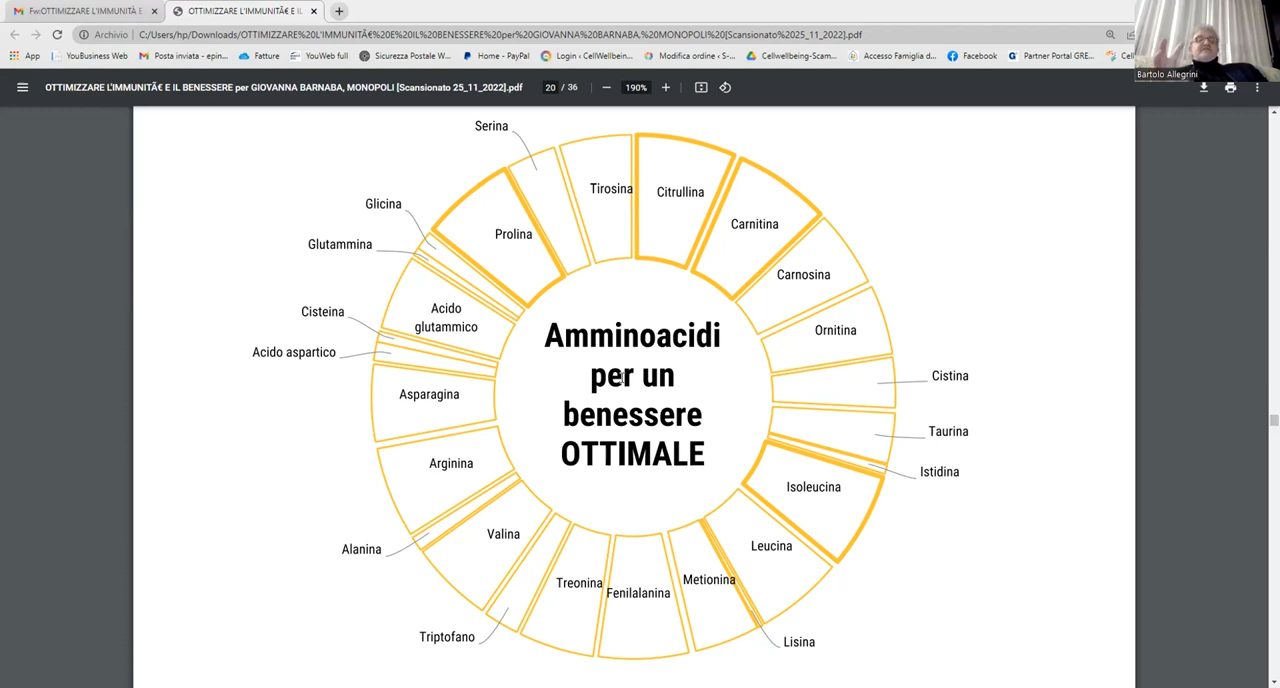 Fw:OTTIMIZZARE L'IMMUNITÀ E
OTTIMIZZARE L'IMMUNITÃ€ E IL
Archivio
C:/Users/hp/Downloads/OTTIMIZZARE%20L'IMMUNITÃ€%20E%20IL%20BENESSERE%20per%20GIOVANNA%20BARNABA,%20MONOPOLI%20[Scansionato%2025_11_2022].pdf
App
YouBusiness Web
Posta inviata - epin...
Fatture
YouWeb full
Sicurezza Postale W...
Home - PayPal
Login ‹ CellWellbein...
Modifica ordine ‹ S-...
Cellwellbeing-Scam...
Accesso Famiglia d...
Facebook
Partner Portal GRE...
Bartolo Allegrini
OTTIMIZZARE L'IMMUNITÃ€ E IL BENESSERE per GIOVANNA BARNABA, MONOPOLI [Scansionato 25_11_2022].pdf
20 / 36
190%
Serina
Tirosina
Citrullina
Carnitina
Carnosina
Ornitina
Cistina
Taurina
Istidina
Isoleucina
Leucina
Lisina
Metionina
Fenilalanina
Treonina
Triptofano
Valina
Alanina
Arginina
Asparagina
Acido aspartico
Cisteina
Acido
glutammico
Glutammina
Glicina
Prolina
Amminoacidi
per un
benessere
OTTIMALE